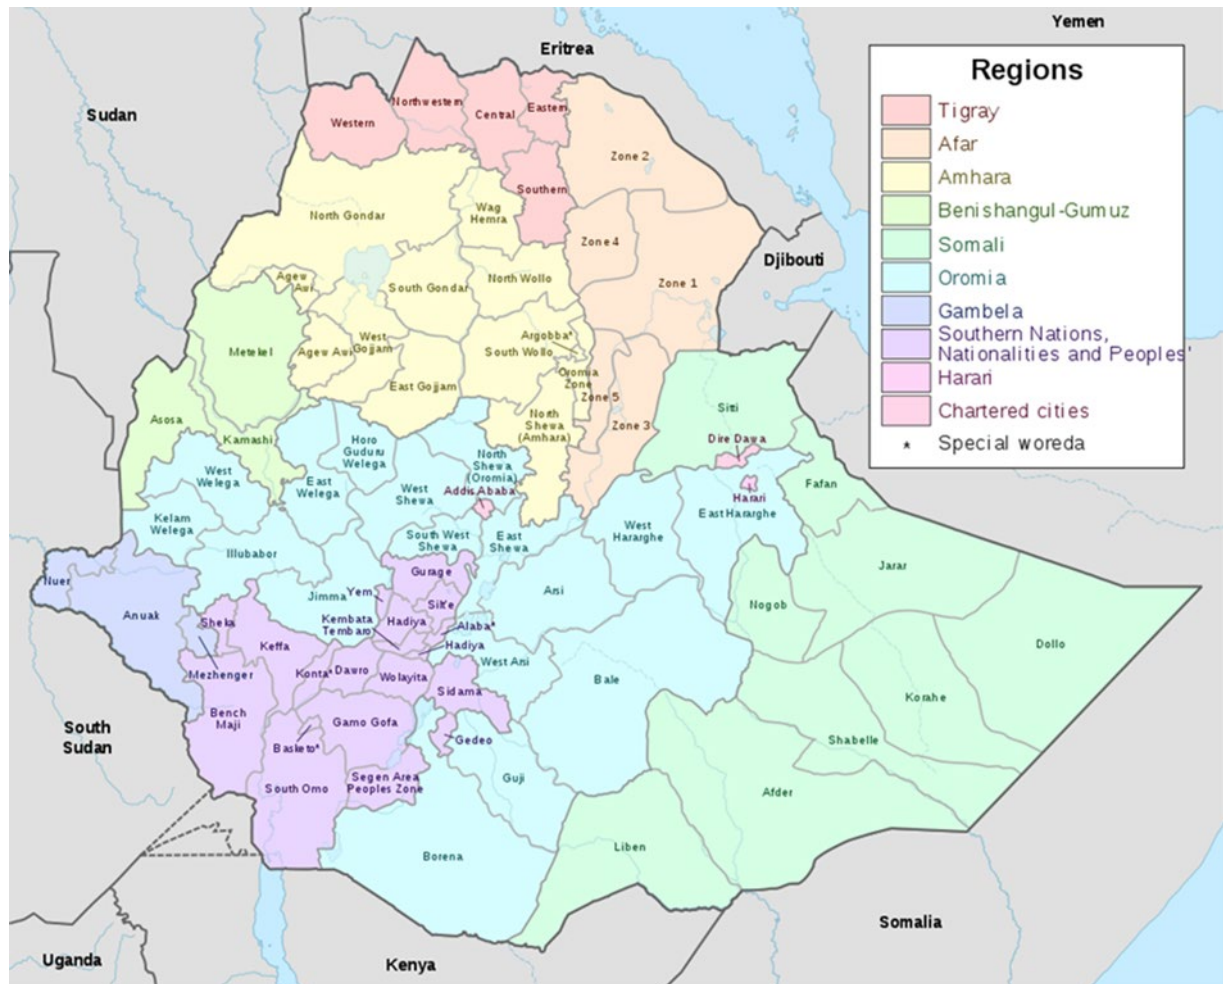 Yemen
Eritrea
Sudan
Regions
Tigray
Afar
Amhara
Benishangul-Gumuz
Somali
Oromia
Gambela
Southern Nations,
Nationalities and Peoples'
Harari
Chartered cities
* Special woreda
Western
Northwestern
Central
Eastern
Southern
Zone 2
Zone 4
Zone 1
Zone 5
Zone 3
Djibouti
North Gondar
Wag
Hemra
Agew
Awi
South Gondar
North Wollo
Agew Awi
West
Gojjam
Argobba*
South Wollo
Oromia
Zone
East Gojjam
North
Shewa
(Amhara)
Metekel
Asosa
Kamashi
Sitti
Dire Dawa
Harari
East Hararghe
Fafan
West
Hararghe
Jarar
Nogob
Dollo
Korahe
Shabelle
Afder
Liben
Horo
Guduru
Welega
West
Welega
East
Welega
West
Shewa
North
Shewa
(Oromia)
Addis Ababa
Kelam
Welega
Illubabor
South West
Shewa
East
Shewa
Arsi
Jimma
West Arsi
Bale
Guji
Borena
Nuer
Anuak
Mezhenger
Sheka
Keffa
Bench
Maji
Yem
Gurage
Silt'e
Hadiya
Kembata
Tembaro
Alaba*
Hadiya
Konta*
Dawro
Wolayita
Sidama
Gamo Gofa
Basketo*
Gedeo
South Omo
Segen Area
Peoples Zone
South
Sudan
Uganda
Kenya
Somalia